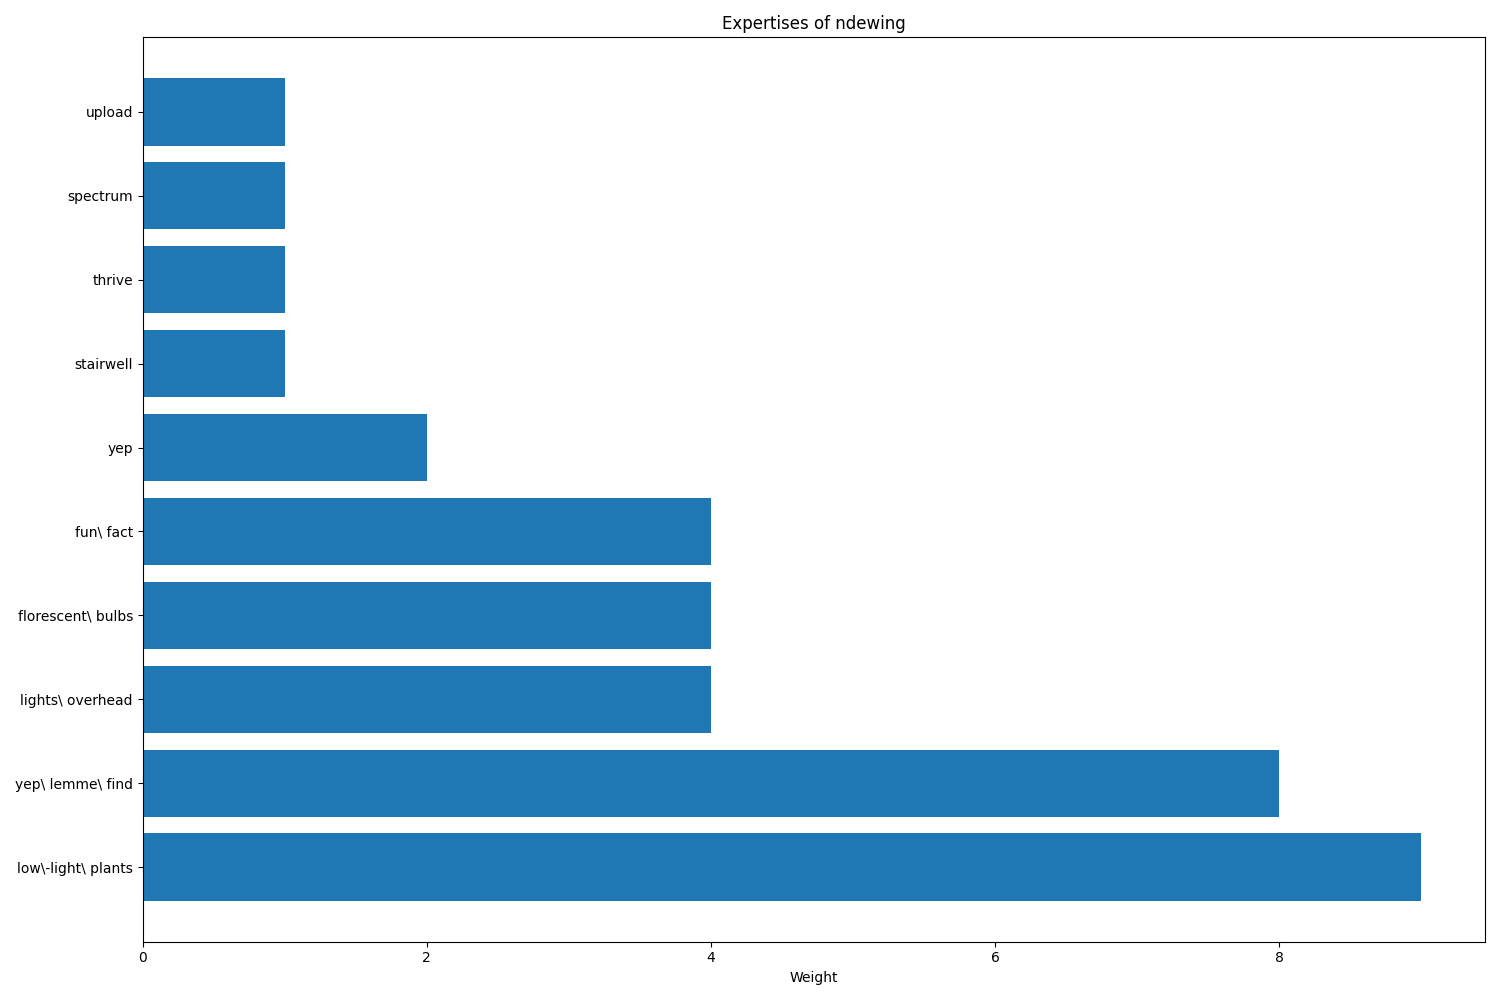 Expertises of ndewing
upload
spectrum
thrive
stairwell
yep
fun\ fact
florescent\ bulbs
lights\ overhead
yep\ lemme\ find
low\-light\ plants
0 2 4 6 8
Weight